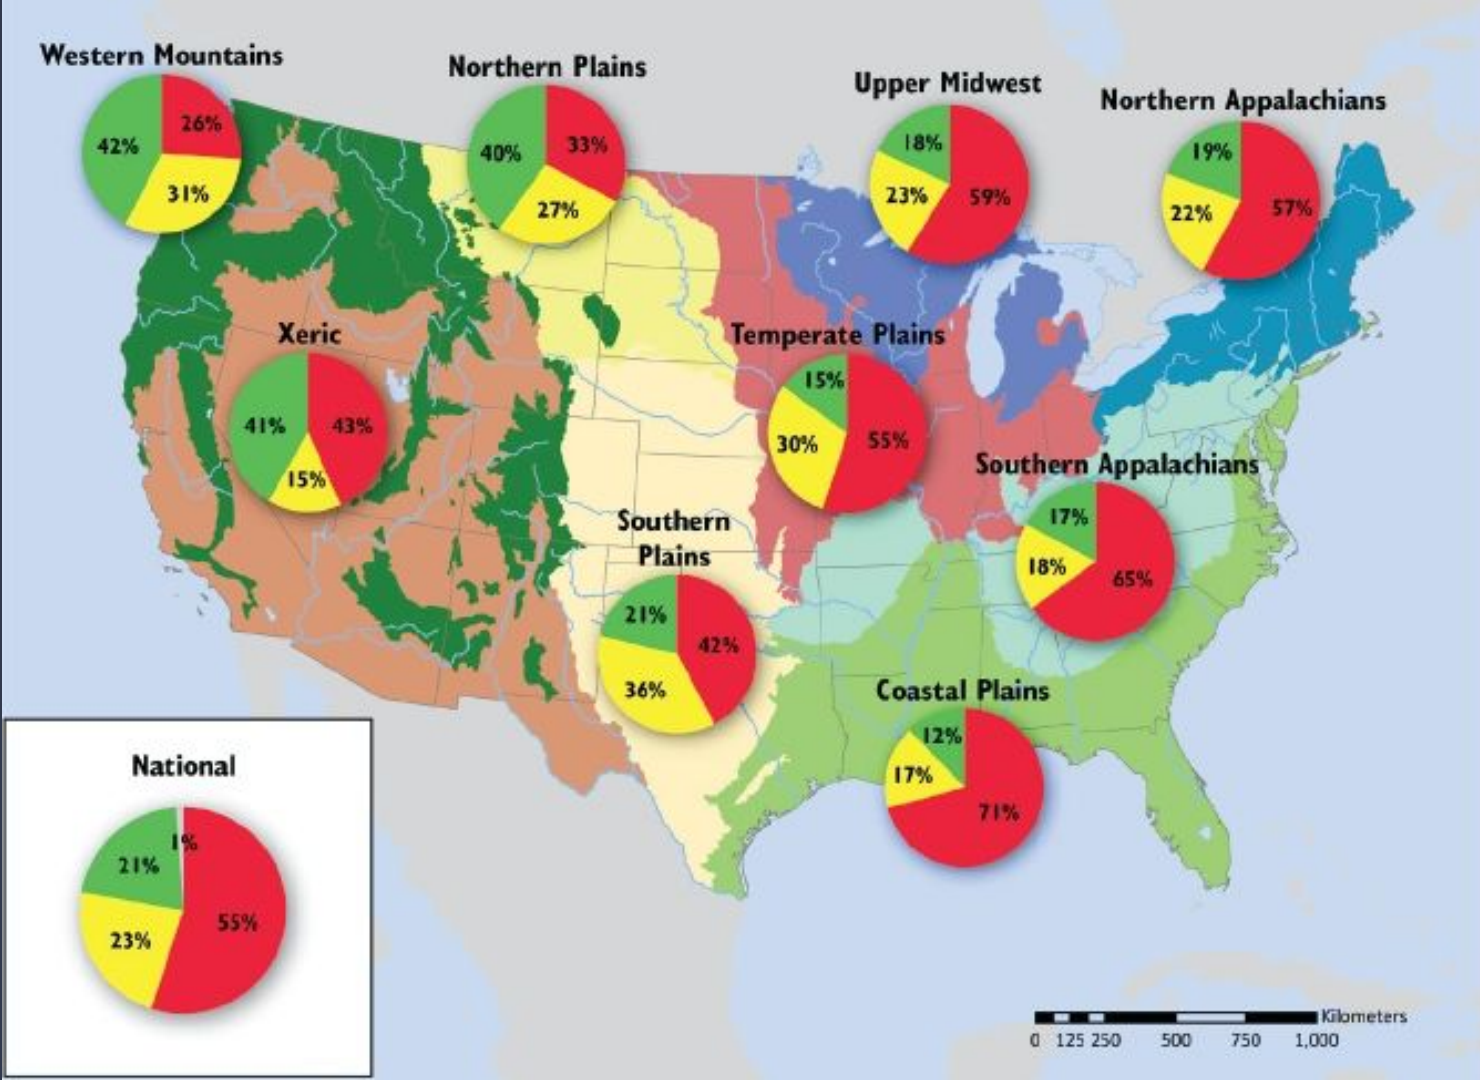 Western Mountains
42%
26%
31%
Northern Plains
40%
33%
27%
Upper Midwest
18%
23%
59%
Northern Appalachians
19%
22%
57%
Xeric
41%
43%
15%
Temperate Plains
15%
30%
55%
Southern Appalachians
17%
18%
65%
Southern
Plains
21%
42%
36%
Coastal Plains
12%
17%
71%
National
1%
21%
55%
23%
Kilometers
0 125 250 500 750 1,000